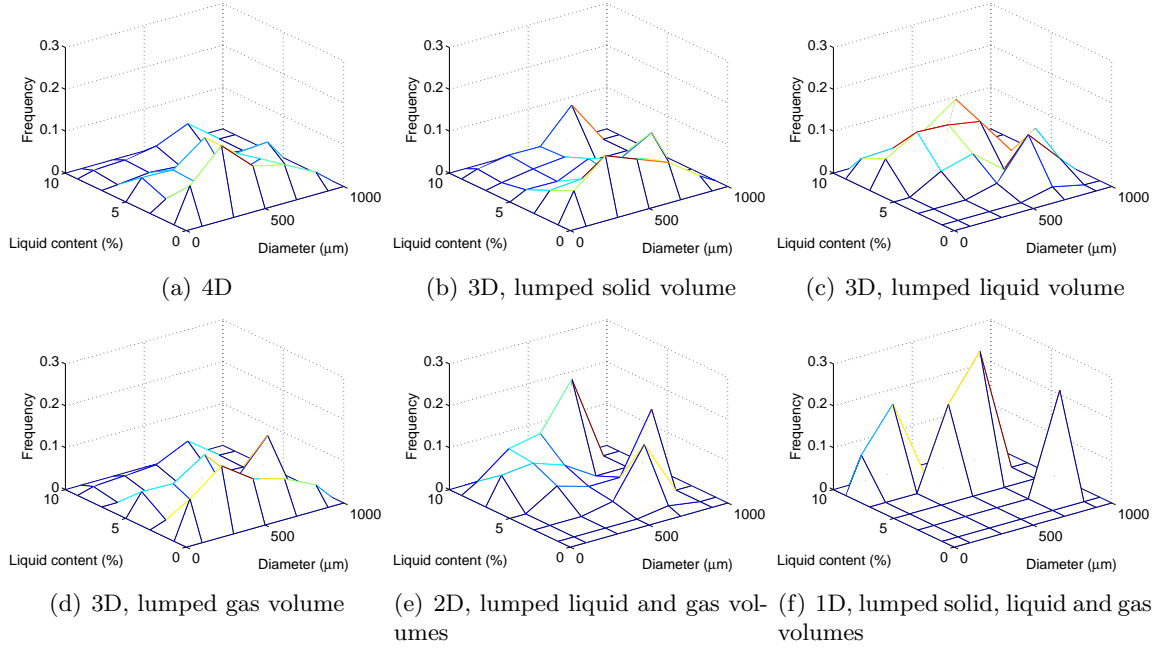 0.3
0.2
0.1
0
Frequency
10
5
0
0
500
1000
Liquid content (%)
Diameter (μm)
(a) 4D
0.3
0.2
0.1
0
Frequency
10
5
0
0
500
1000
Liquid content (%)
Diameter (μm)
(b) 3D, lumped solid volume
0.3
0.2
0.1
0
Frequency
10
5
0
0
500
1000
Liquid content (%)
Diameter (μm)
(c) 3D, lumped liquid volume
0.3
0.2
0.1
0
Frequency
10
5
0
0
500
1000
Liquid content (%)
Diameter (μm)
(d) 3D, lumped gas volume
0.3
0.2
0.1
0
Frequency
10
5
0
0
500
1000
Liquid content (%)
Diameter (μm)
(e) 2D, lumped liquid and gas vol-
umes
0.3
0.2
0.1
0
Frequency
10
5
0
0
500
1000
Liquid content (%)
Diameter (μm)
(f) 1D, lumped solid, liquid and gas
volumes